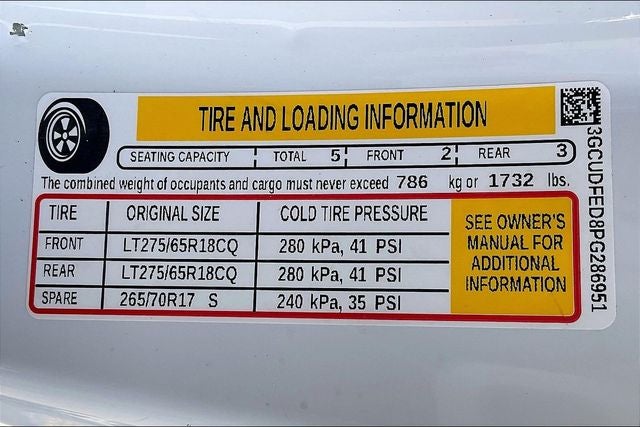 TIRE AND LOADING INFORMATION
SEATING CAPACITY TOTAL 5 FRONT 2 REAR 3
The combined weight of occupants and cargo must never exceed 786 kg or 1732 lbs.
TIRE ORIGINAL SIZE COLD TIRE PRESSURE
FRONT LT275/65R18CQ 280 kPa, 41 PSI
REAR LT275/65R18CQ 280 kPa, 41 PSI
SPARE 265/70R17 S 240 kPa, 35 PSI
SEE OWNER'S
MANUAL FOR
ADDITIONAL
INFORMATION
3GCUDFED8PG286951